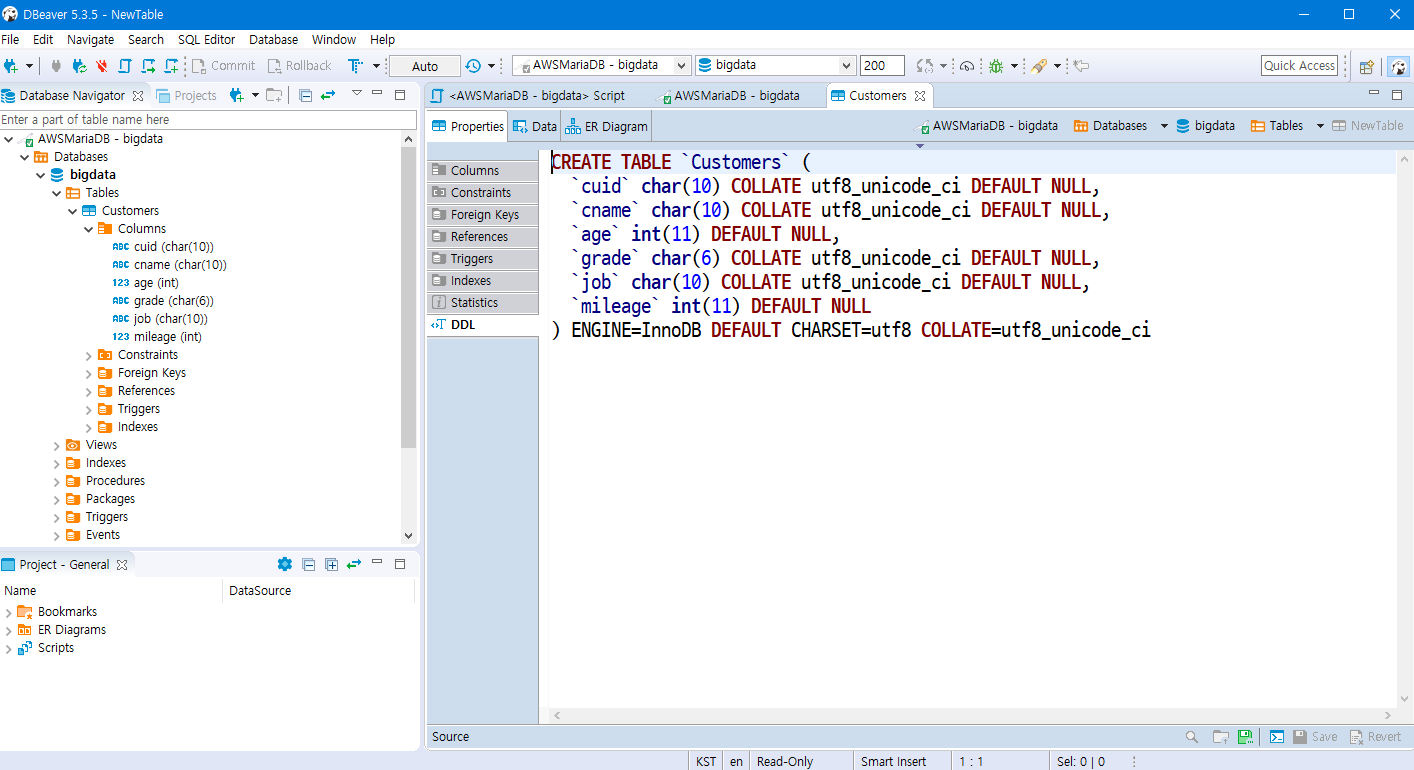 DBeaver 5.3.5 - NewTable
File Edit Navigate Search SQL Editor Database Window Help
Commit Rollback Auto AWSMariaDB - bigdata bigdata 200 Quick Access
Database Navigator Projects
Enter a part of table name here
AWSMariaDB - bigdata
Databases
bigdata
Tables
Customers
Columns
ABC cuid (char(10))
ABC cname (char(10))
123 age (int)
ABC grade (char(6))
ABC job (char(10))
123 mileage (int)
Constraints
Foreign Keys
References
Triggers
Indexes
Views
Indexes
Procedures
Packages
Triggers
Events
Project - General
Name DataSource
Bookmarks
ER Diagrams
Scripts
<AWSMariaDB - bigdata> Script AWSMariaDB - bigdata Customers
Properties Data ER Diagram AWSMariaDB - bigdata Databases bigdata Tables NewTable
Columns
Constraints
Foreign Keys
References
Triggers
Indexes
Statistics
DDL
CREATE TABLE `Customers` (
`cuid` char(10) COLLATE utf8_unicode_ci DEFAULT NULL,
`cname` char(10) COLLATE utf8_unicode_ci DEFAULT NULL,
`age` int(11) DEFAULT NULL,
`grade` char(6) COLLATE utf8_unicode_ci DEFAULT NULL,
`job` char(10) COLLATE utf8_unicode_ci DEFAULT NULL,
`mileage` int(11) DEFAULT NULL
) ENGINE=InnoDB DEFAULT CHARSET=utf8 COLLATE=utf8_unicode_ci
Source Save Revert
KST en Read-Only Smart Insert 1 : 1 Sel: 0 | 0